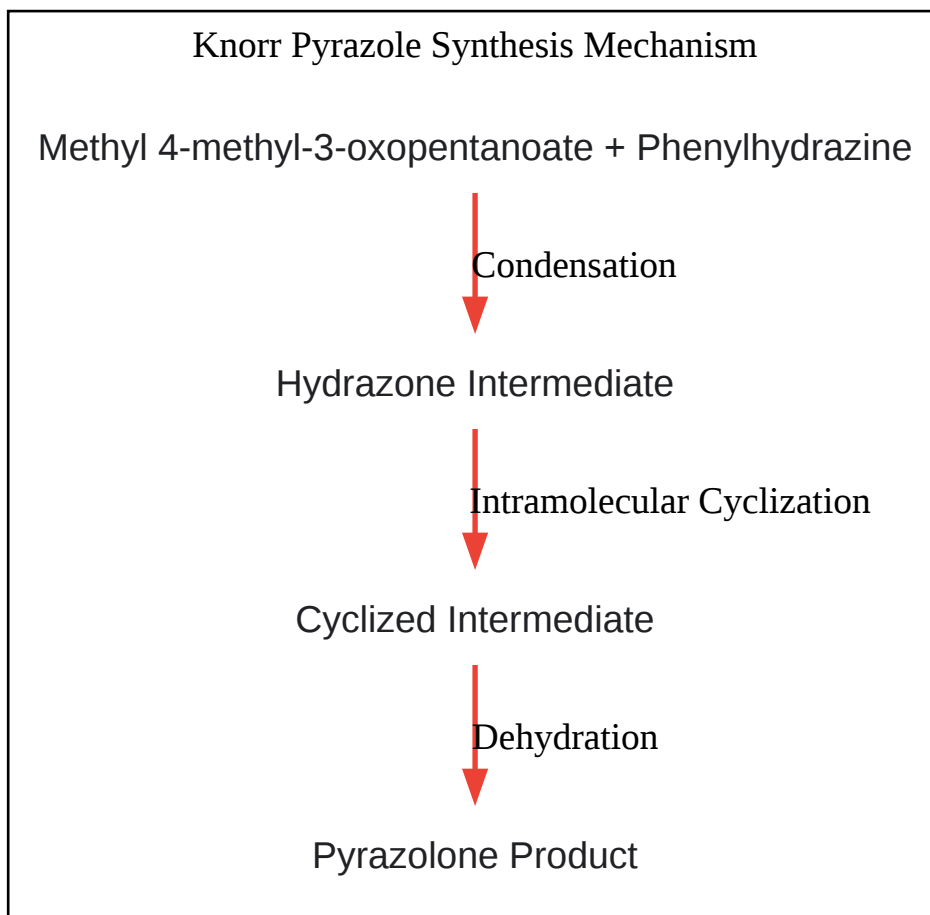 Knorr Pyrazole Synthesis Mechanism
Methyl 4-methyl-3-oxopentanoate + Phenylhydrazine
Condensation
Hydrazone Intermediate
Intramolecular Cyclization
Cyclized Intermediate
Dehydration
Pyrazolone Product